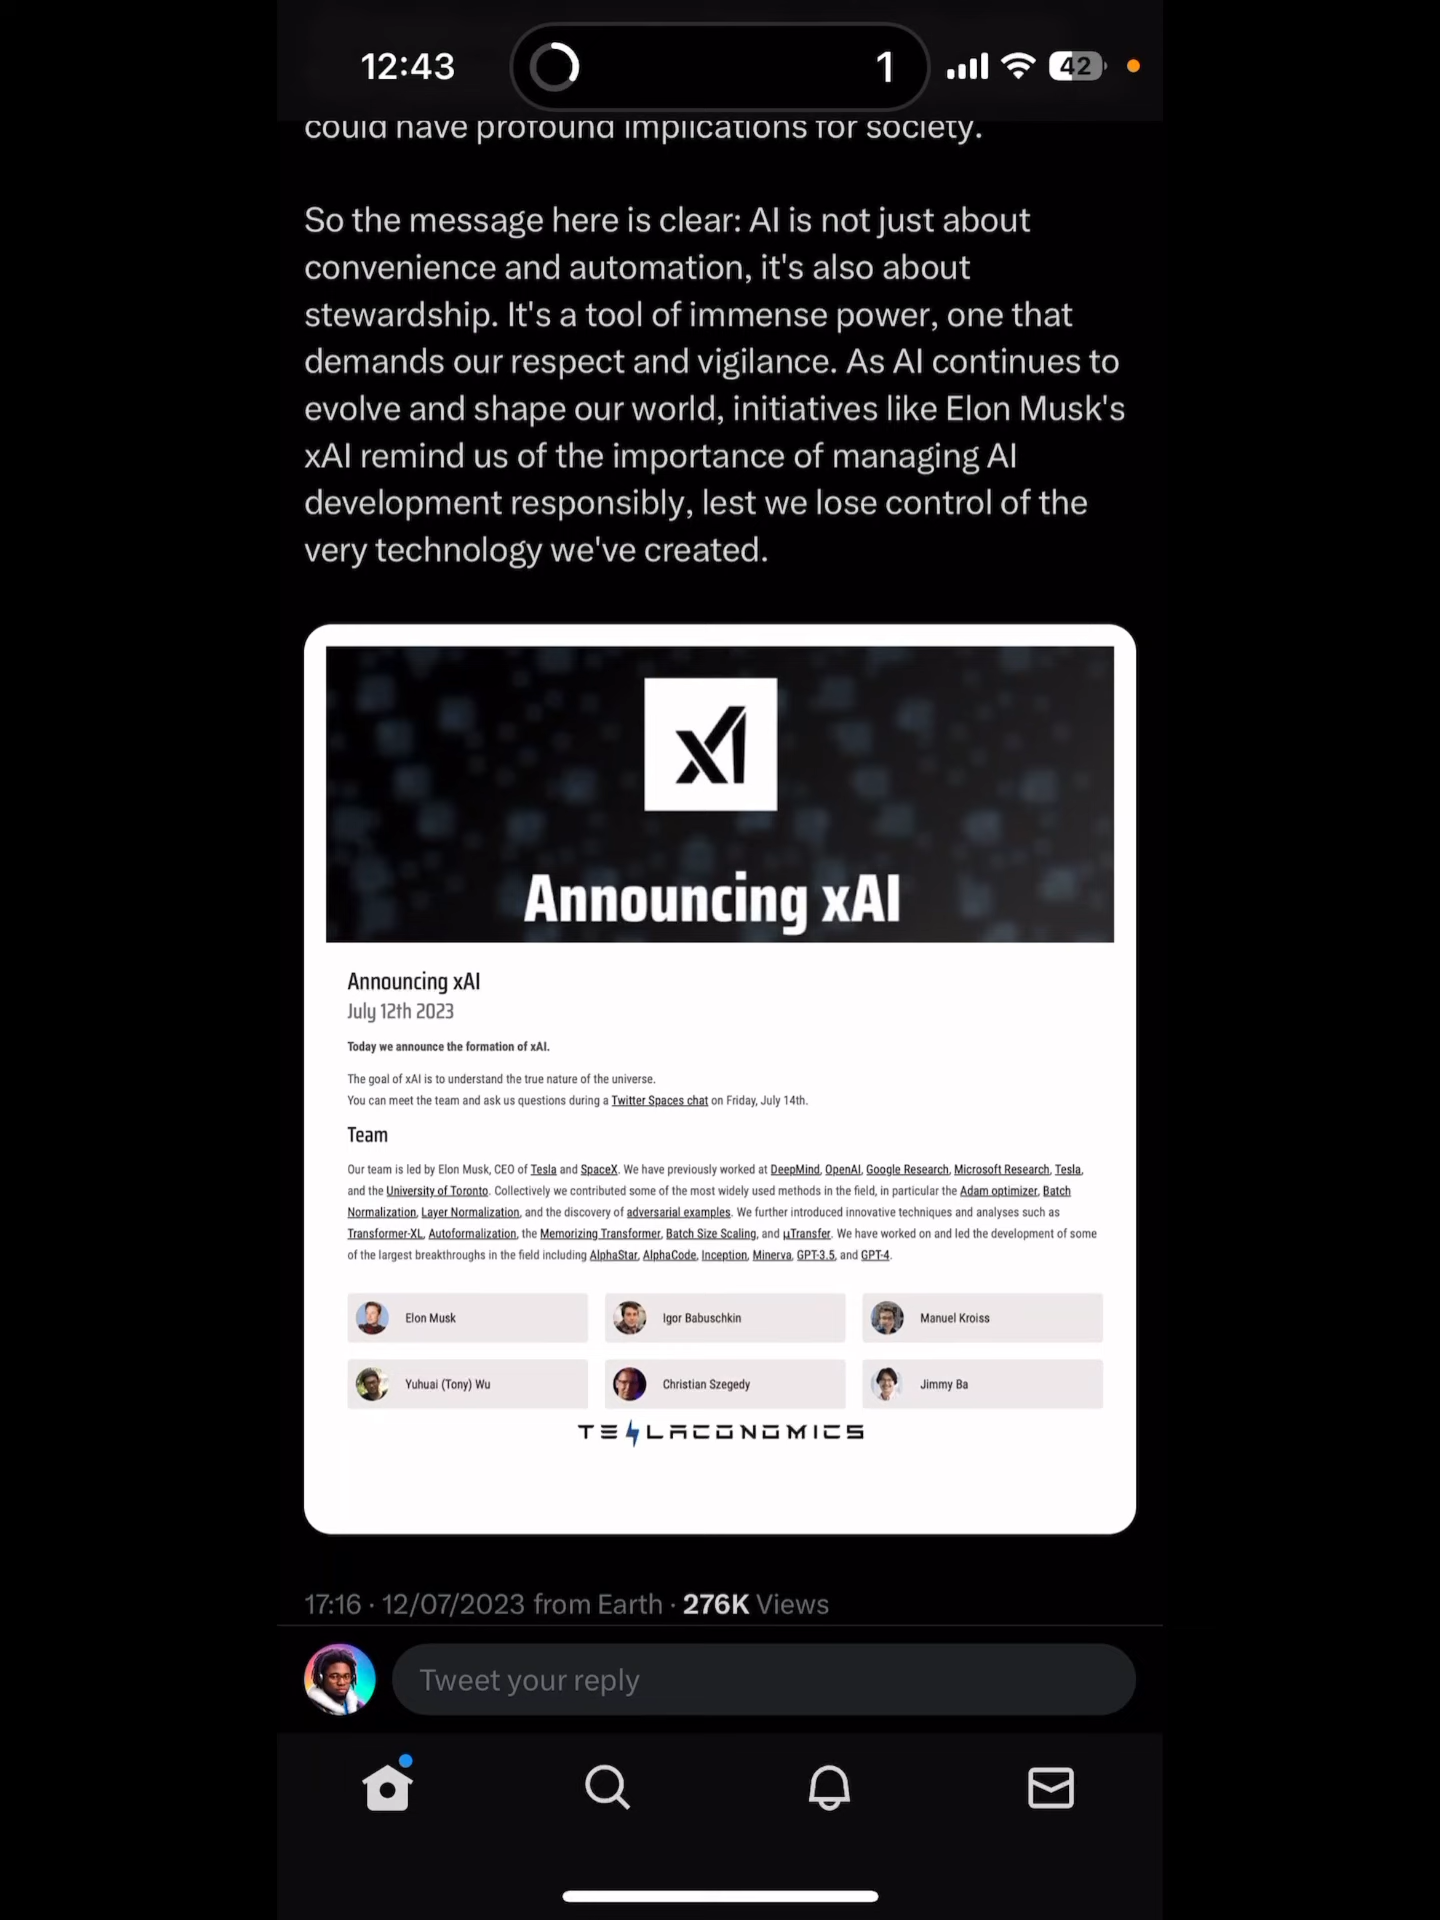 12:43
1
42
could have profound implications for society.
So the message here is clear: AI is not just about
convenience and automation, it's also about
stewardship. It's a tool of immense power, one that
demands our respect and vigilance. As AI continues to
evolve and shape our world, initiatives like Elon Musk's
xAI remind us of the importance of managing AI
development responsibly, lest we lose control of the
very technology we've created.
xAI
Announcing xAI
Announcing xAI
July 12th 2023
Today we announce the formation of xAI.
The goal of xAI is to understand the true nature of the universe.
You can meet the team and ask us questions during a Twitter Spaces chat on Friday, July 14th.
Team
Our team is led by Elon Musk, CEO of Tesla and SpaceX. We have previously worked at DeepMind, OpenAI, Google Research, Microsoft Research, Tesla,
and the University of Toronto. Collectively we contributed some of the most widely used methods in the field, in particular the Adam optimizer, Batch
Normalization, Layer Normalization, and the discovery of adversarial examples. We further introduced innovative techniques and analyses such as
Transformer-XL, Autoformalization, the Memorizing Transformer, Batch Size Scaling, and μTransfer. We have worked on and led the development of some
of the largest breakthroughs in the field including AlphaStar, AlphaCode, Inception, Minerva, GPT-3.5, and GPT-4.
Elon Musk
Igor Babuschkin
Manuel Kroiss
Yuhuai (Tony) Wu
Christian Szegedy
Jimmy Ba
TESLACONOMICS
17:16 · 12/07/2023 from Earth · 276K Views
Tweet your reply